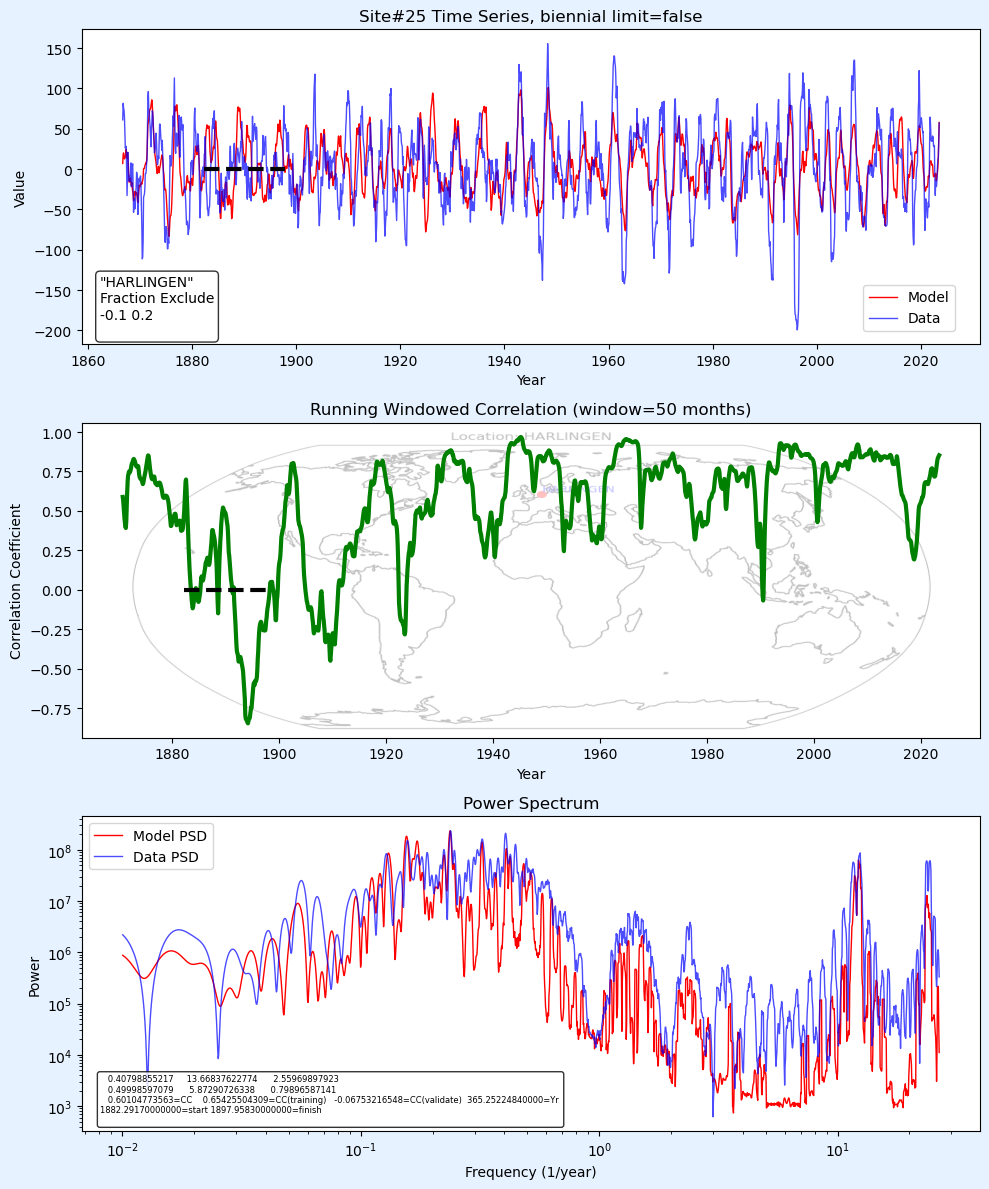 Site#25 Time Series, biennial limit=false
Value
150
100
50
0
−50
−100
−150
−200
"HARLINGEN"
Fraction Exclude
-0.1 0.2
Model
Data
1860 1880 1900 1920 1940 1960 1980 2000 2020
Year
Running Windowed Correlation (window=50 months)
Location: HARLINGEN
HARLINGEN
Correlation Coefficient
1.00
0.75
0.50
0.25
0.00
−0.25
−0.50
−0.75
1880 1900 1920 1940 1960 1980 2000 2020
Year
Power Spectrum
Model PSD
Data PSD
Power
10⁸
10⁷
10⁶
10⁵
10⁴
10³
0.40798855217 13.66837622774 2.55969897923
0.49998597079 5.87290726338 0.79896587141
0.60104773563=CC 0.65425504309=CC(training) -0.06753216548=CC(validate) 365.25224840000=Yr
1882.29170000000=start 1897.95830000000=finish
10⁻² 10⁻¹ 10⁰ 10¹
Frequency (1/year)